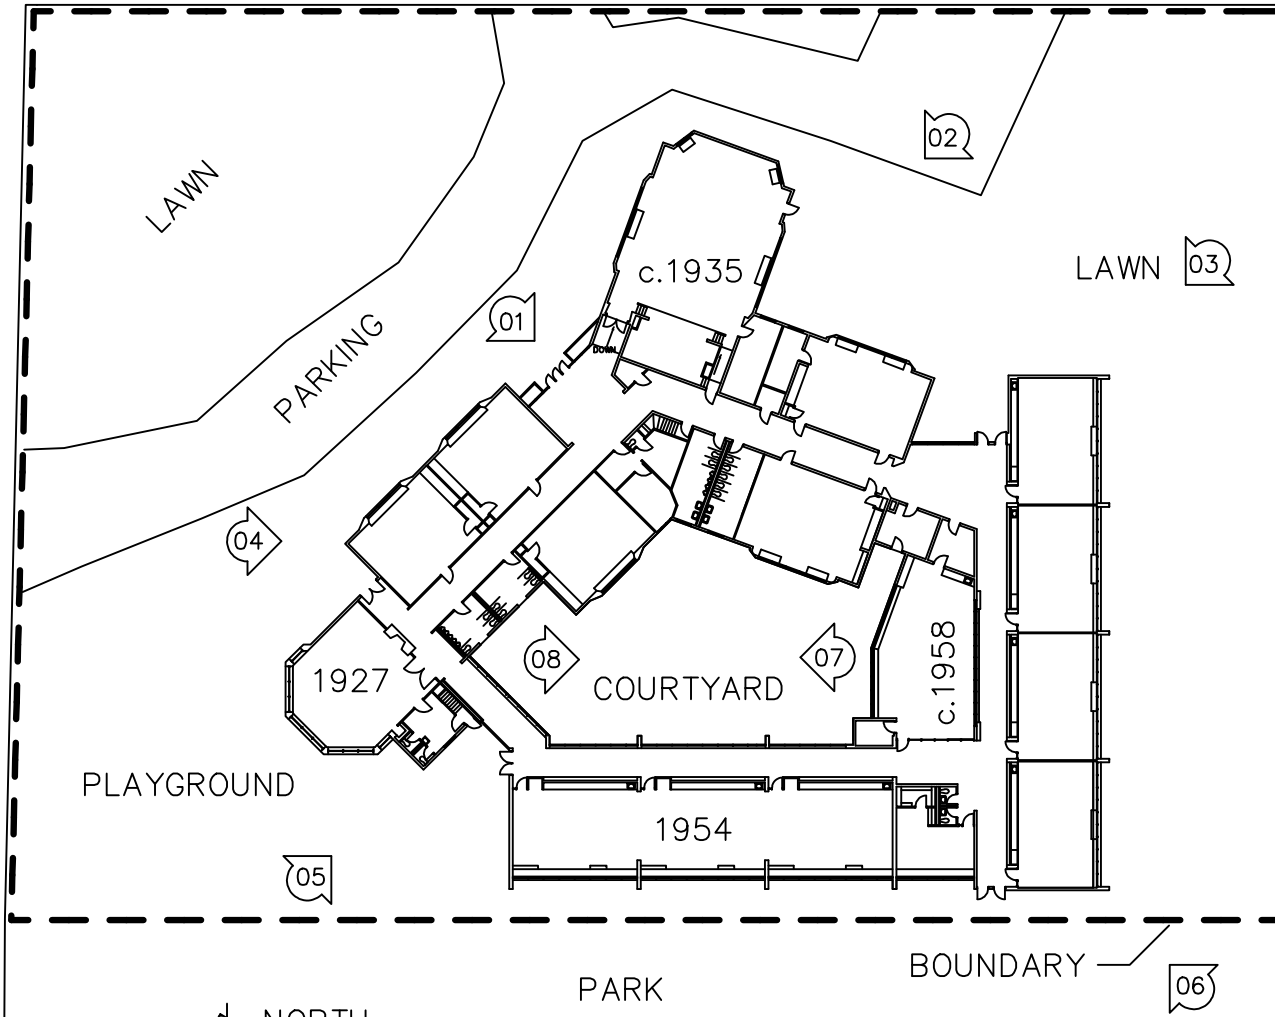 02
LAWN
LAWN
03
c.1935
01
PARKING
DOWN
04
c.1958
08
07
1927
COURTYARD
PLAYGROUND
1954
05
BOUNDARY
PARK
06
NORTH